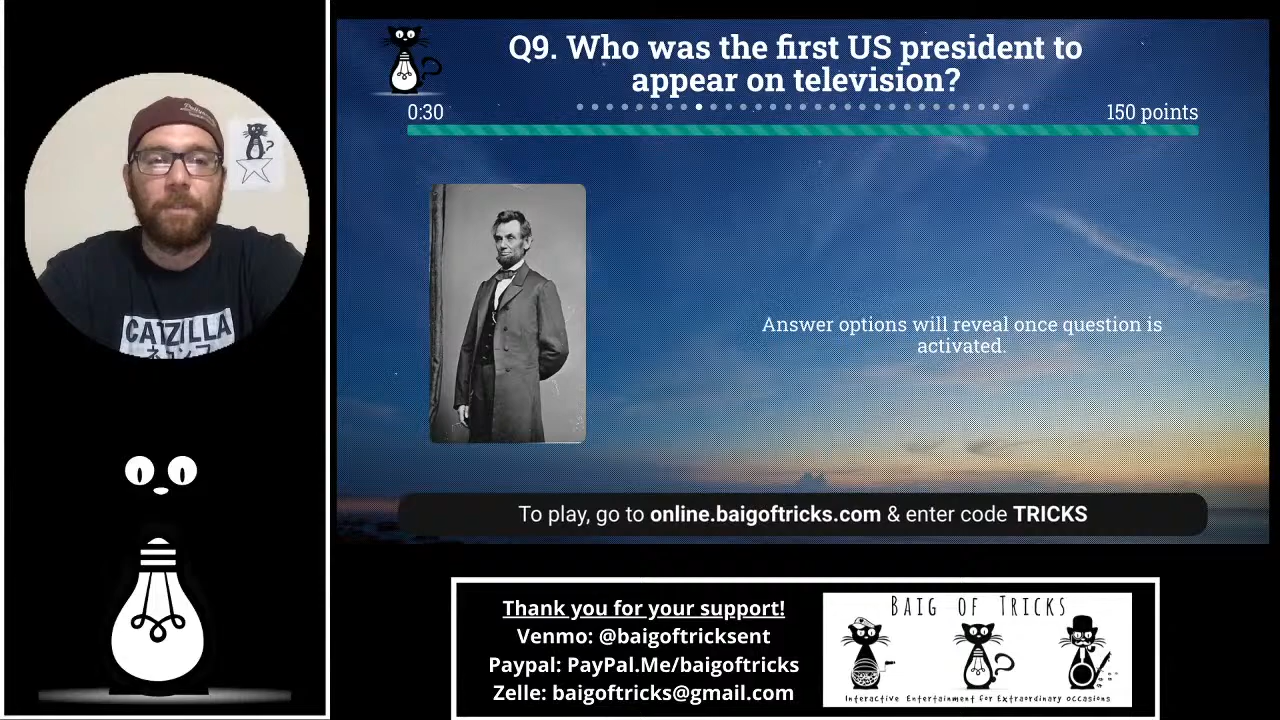 Q9. Who was the first US president to
appear on television?
0:30
150 points
Answer options will reveal once question is
activated.
To play, go to online.baigoftricks.com & enter code TRICKS
CATZILLA
Thank you for your support!
Venmo: @baigoftricksent
Paypal: PayPal.Me/baigoftricks
Zelle: baigoftricks@gmail.com
BAIG OF TRICKS
Interactive Entertainment for Extraordinary occasions